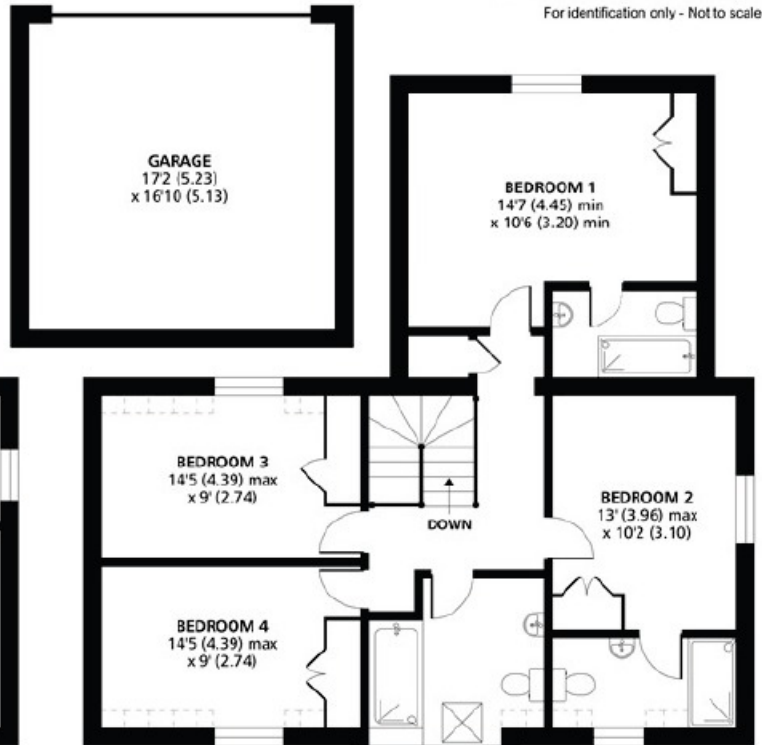 For identification only - Not to scale
GARAGE
17'2 (5.23)
x 16'10 (5.13)
BEDROOM 1
14'7 (4.45) min
x 10'6 (3.20) min
BEDROOM 3
14'5 (4.39) max
x 9' (2.74)
DOWN
BEDROOM 2
13' (3.96) max
x 10'2 (3.10)
BEDROOM 4
14'5 (4.39) max
x 9' (2.74)